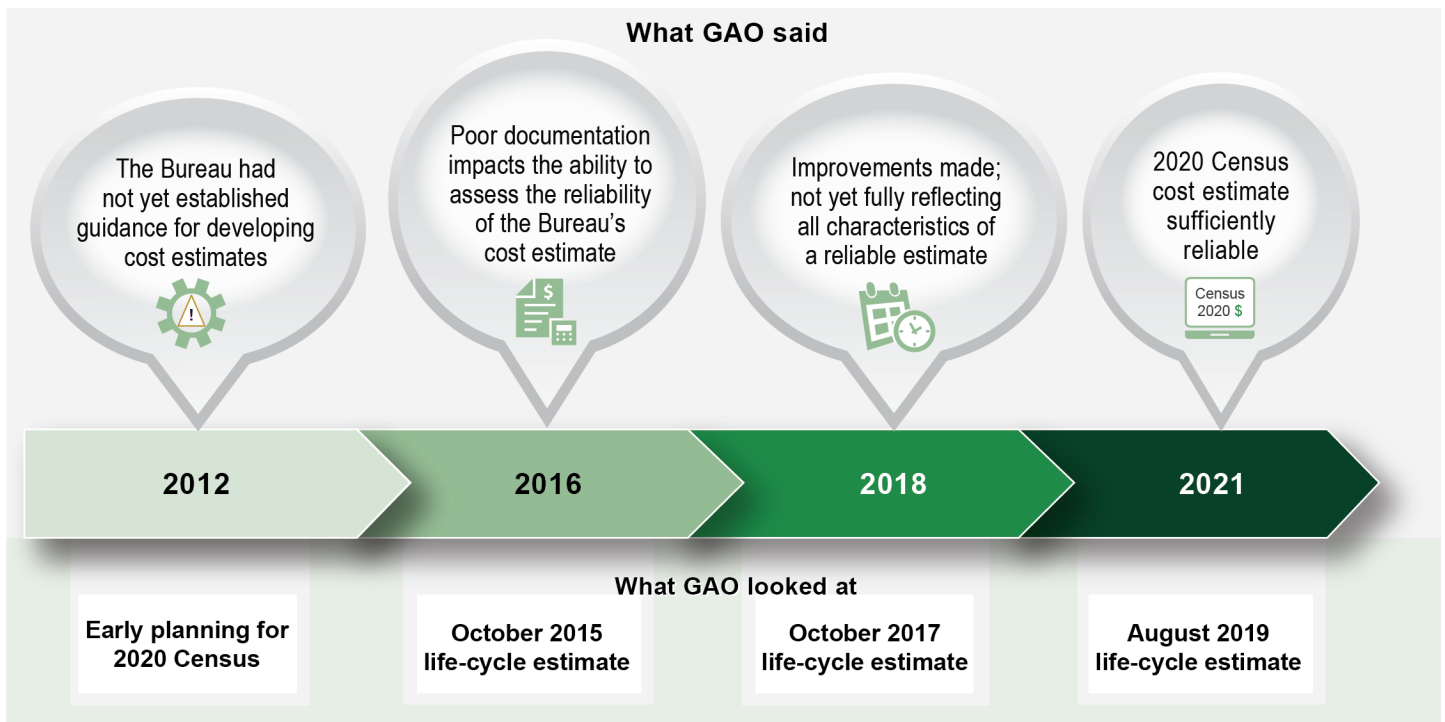 What GAO said
The Bureau had
not yet established
guidance for developing
cost estimates
!
Poor documentation
impacts the ability to
assess the reliability
of the Bureau’s
cost estimate
$
Improvements made;
not yet fully reflecting
all characteristics of
a reliable estimate
2020 Census
cost estimate
sufficiently
reliable
Census
2020 $
2012
2016
2018
2021
What GAO looked at
Early planning for
2020 Census
October 2015
life-cycle estimate
October 2017
life-cycle estimate
August 2019
life-cycle estimate